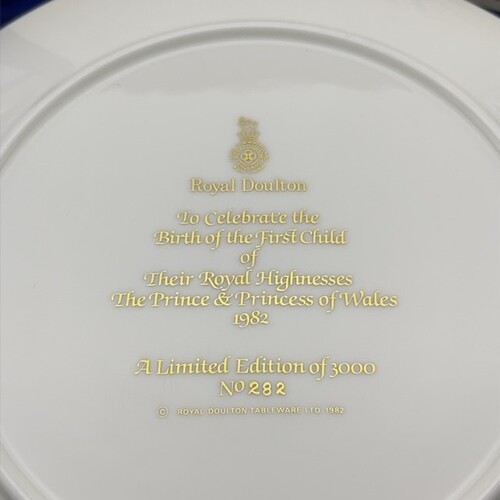 Royal Doulton
To Celebrate the
Birth of the First Child
of
Their Royal Highnesses
The Prince & Princess of Wales
1982
A Limited Edition of 3000
No 282
© ROYAL DOULTON TABLEWARE LTD. 1982